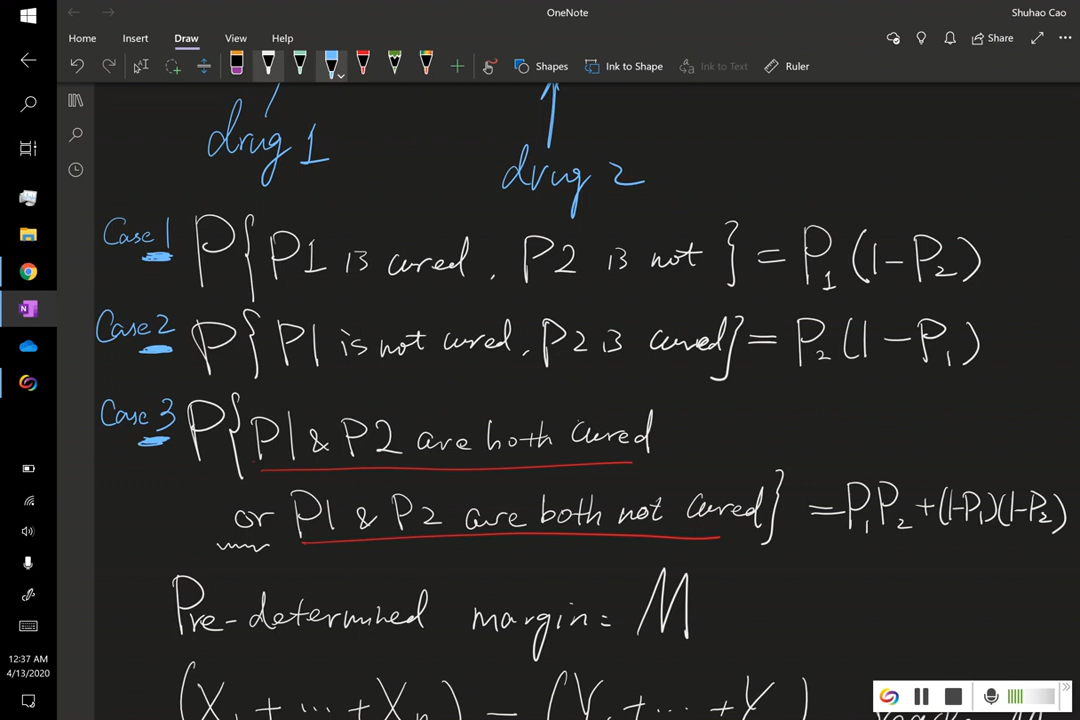 OneNote
Shuhao Cao
Home Insert Draw View Help
Share
Shapes Ink to Shape Ink to Text Ruler
drug 1
drug 2
Case 1 P{P1 is cured, P2 is not} = P₁(1-P₂)
Case 2 P{P1 is not cured, P2 is cured} = P₂(1-P₁)
Case 3 P{P1 & P2 are both cured
or P1 & P2 are both not cured} = P₁P₂+(1-P₁)(1-P₂)
Pre-determined margin = M
12:37 AM
4/13/2020